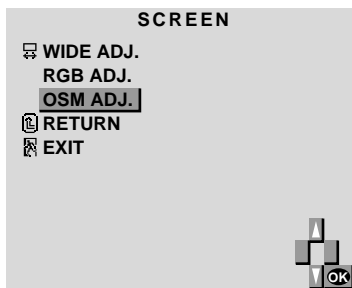 SCREEN
WIDE ADJ.
RGB ADJ.
OSM ADJ.
RETURN
EXIT
OK